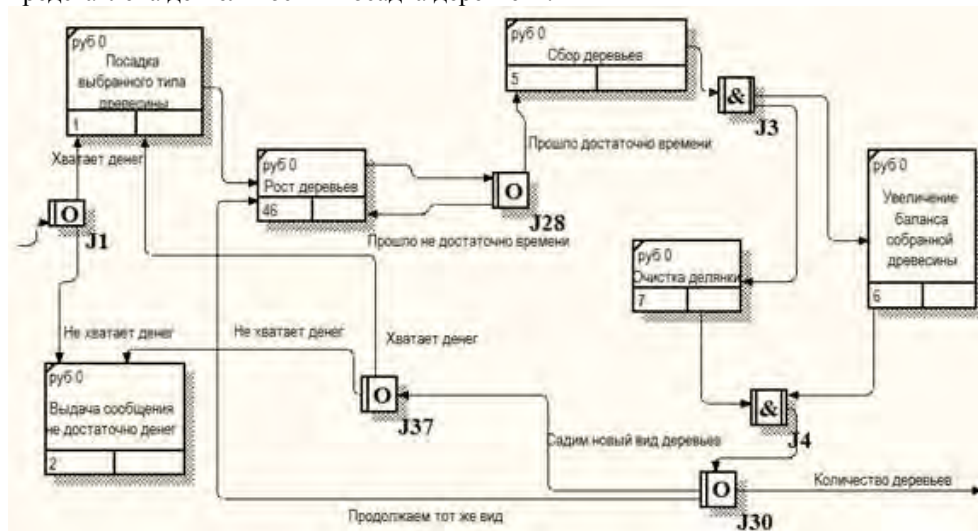 руб 0
Посадка
выбранного типа
древесины
1
руб 0
Сбор деревьев
5
&
J3
Хватает денег
Прошло достаточно времени
руб 0
Рост деревьев
46
O
J28
O
J1
Прошло не достаточно времени
руб 0
Увеличение
баланса
собранной
древесины
6
руб 0
Очистка делянки
7
Не хватает денег
Не хватает денег
Хватает денег
руб 0
Выдача сообщения
не достаточно денег
2
O
J37
&
J4
Садим новый вид деревьев
O
J30
Количество деревьев
Продолжаем тот же вид